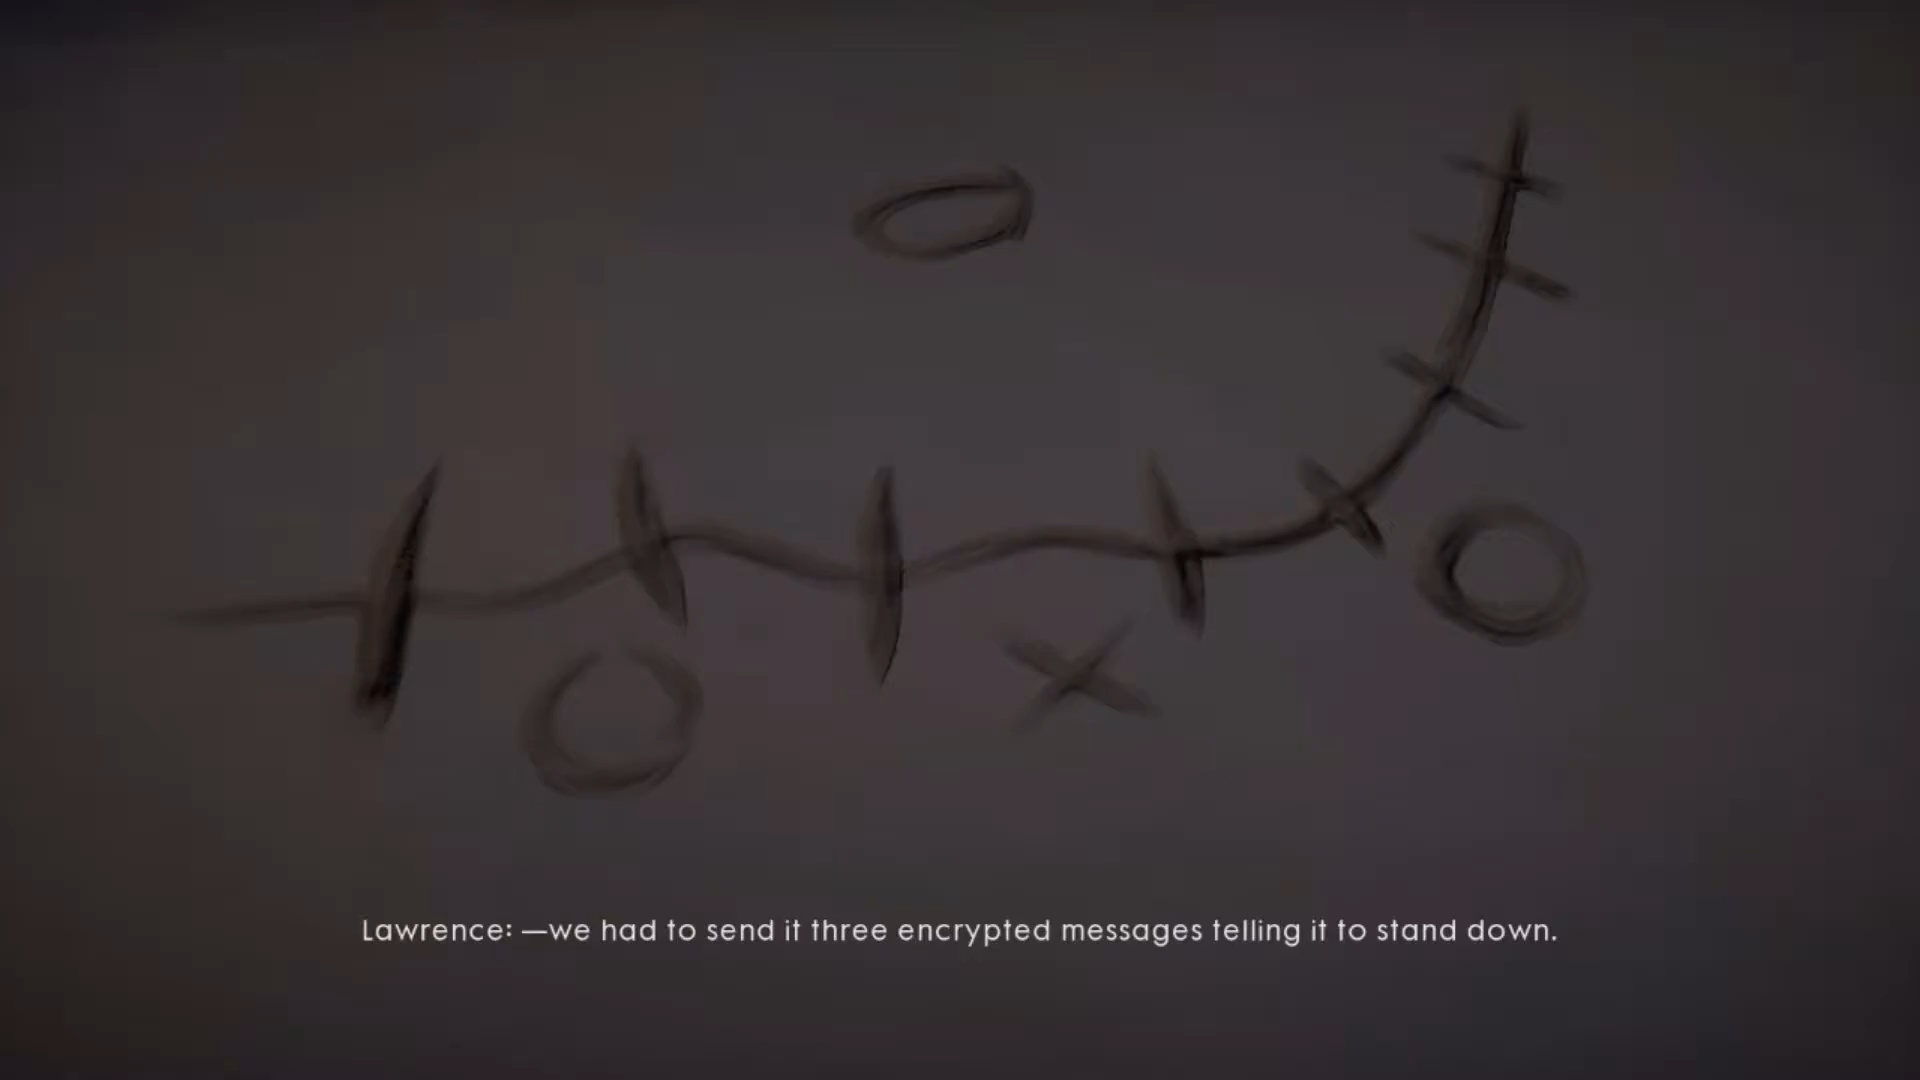 Lawrence: —we had to send it three encrypted messages telling it to stand down.